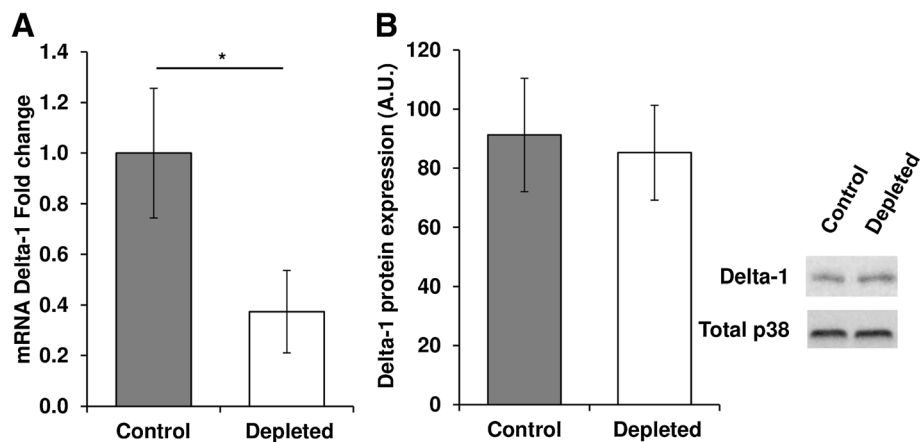 A
mRNA Delta-1 Fold change
1.4
1.2
1.0
0.8
0.6
0.4
0.2
0.0
*
Control
Depleted
B
Delta-1 protein expression (A.U.)
120
100
80
60
40
20
0
Control
Depleted
Control
Depleted
Delta-1
Total p38